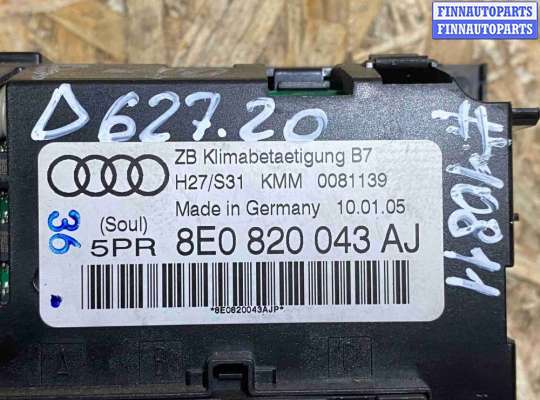 FINNAUTOPARTS
FINNAUTOPARTS
D627.20
ZB Klimabetaetigung B7
H27/S31 KMM 0081139
Made in Germany 10.01.05
36
(Soul)
5PR 8E0 820 043 AJ
*8E0820043AJP*
A
B